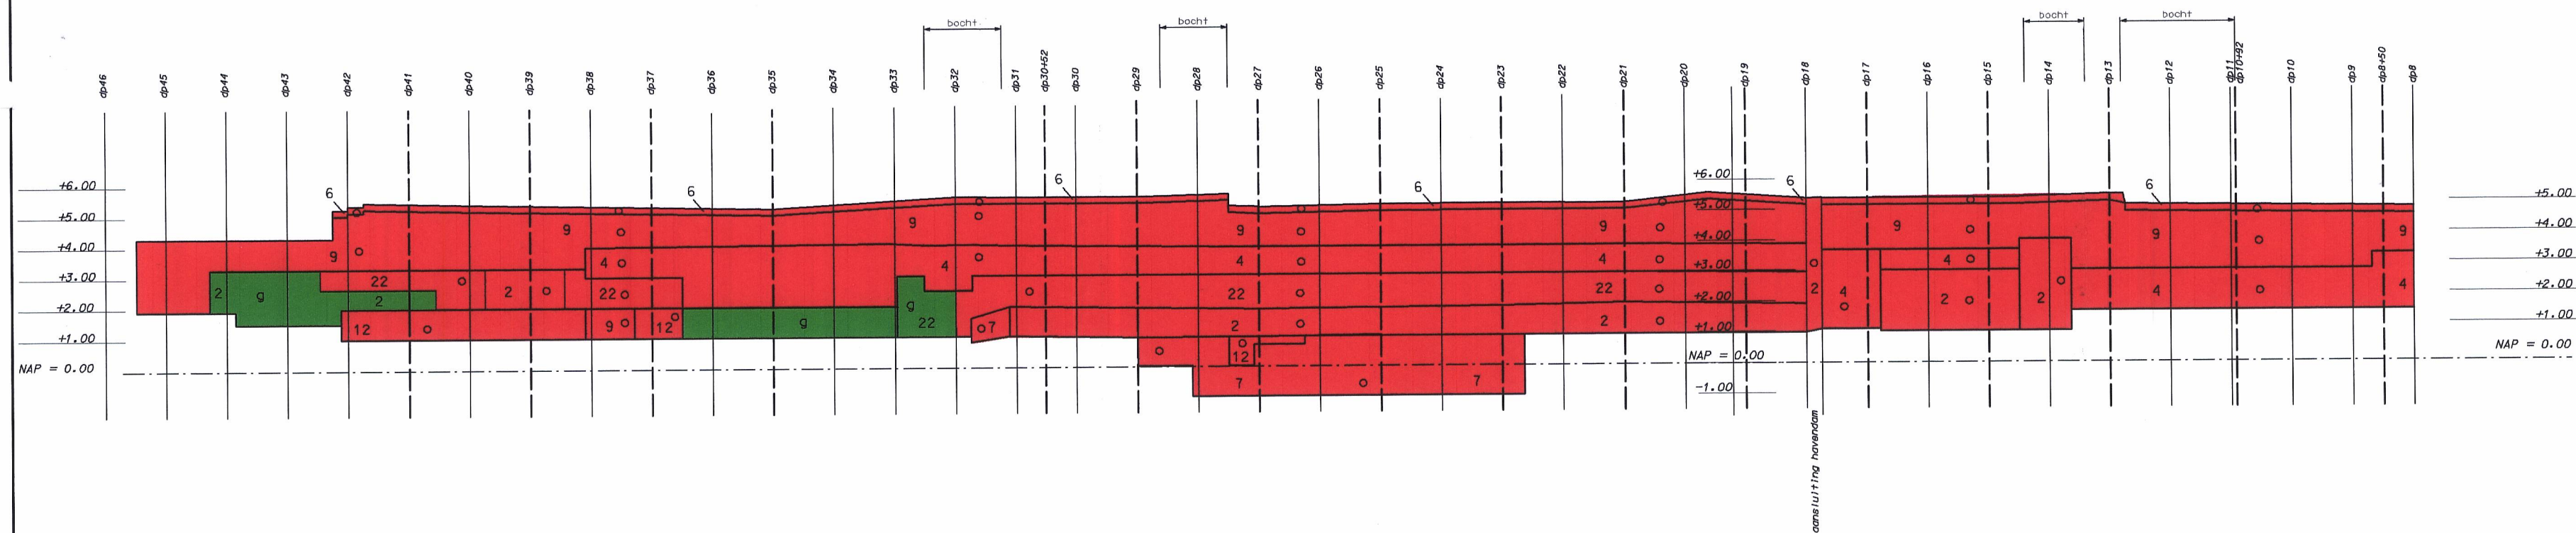 bocht bocht bocht bocht
dp46 dp45 dp44 dp43 dp42 dp41 dp40 dp39 dp38 dp37 dp36 dp35 dp34 dp33 dp32 dp31 dp30+52 dp30 dp29 dp28 dp27 dp26 dp25 dp24 dp23 dp22 dp21 dp20 dp19 dp18 dp17 dp16 dp15 dp14 dp13 dp12 dp11 dp10+92 dp10 dp9 dp8+50 dp8
+6.00 6 6 6 6 +6.00 6 6 +5.00
+5.00 9 9 9 9 +5.00 9 9 9 +4.00
+4.00 9 4 4 4 4 +4.00 4 +3.00
+3.00 2 g 22 2 2 22 g 22 22 +3.00 2 4 2 2 4 4 +2.00
+2.00 12 9 12 g 22 7 2 2 +2.00 +1.00
+1.00 12 +1.00
NAP = 0.00 NAP = 0.00 NAP = 0.00
7 7 -1.00
aansluiting havendam